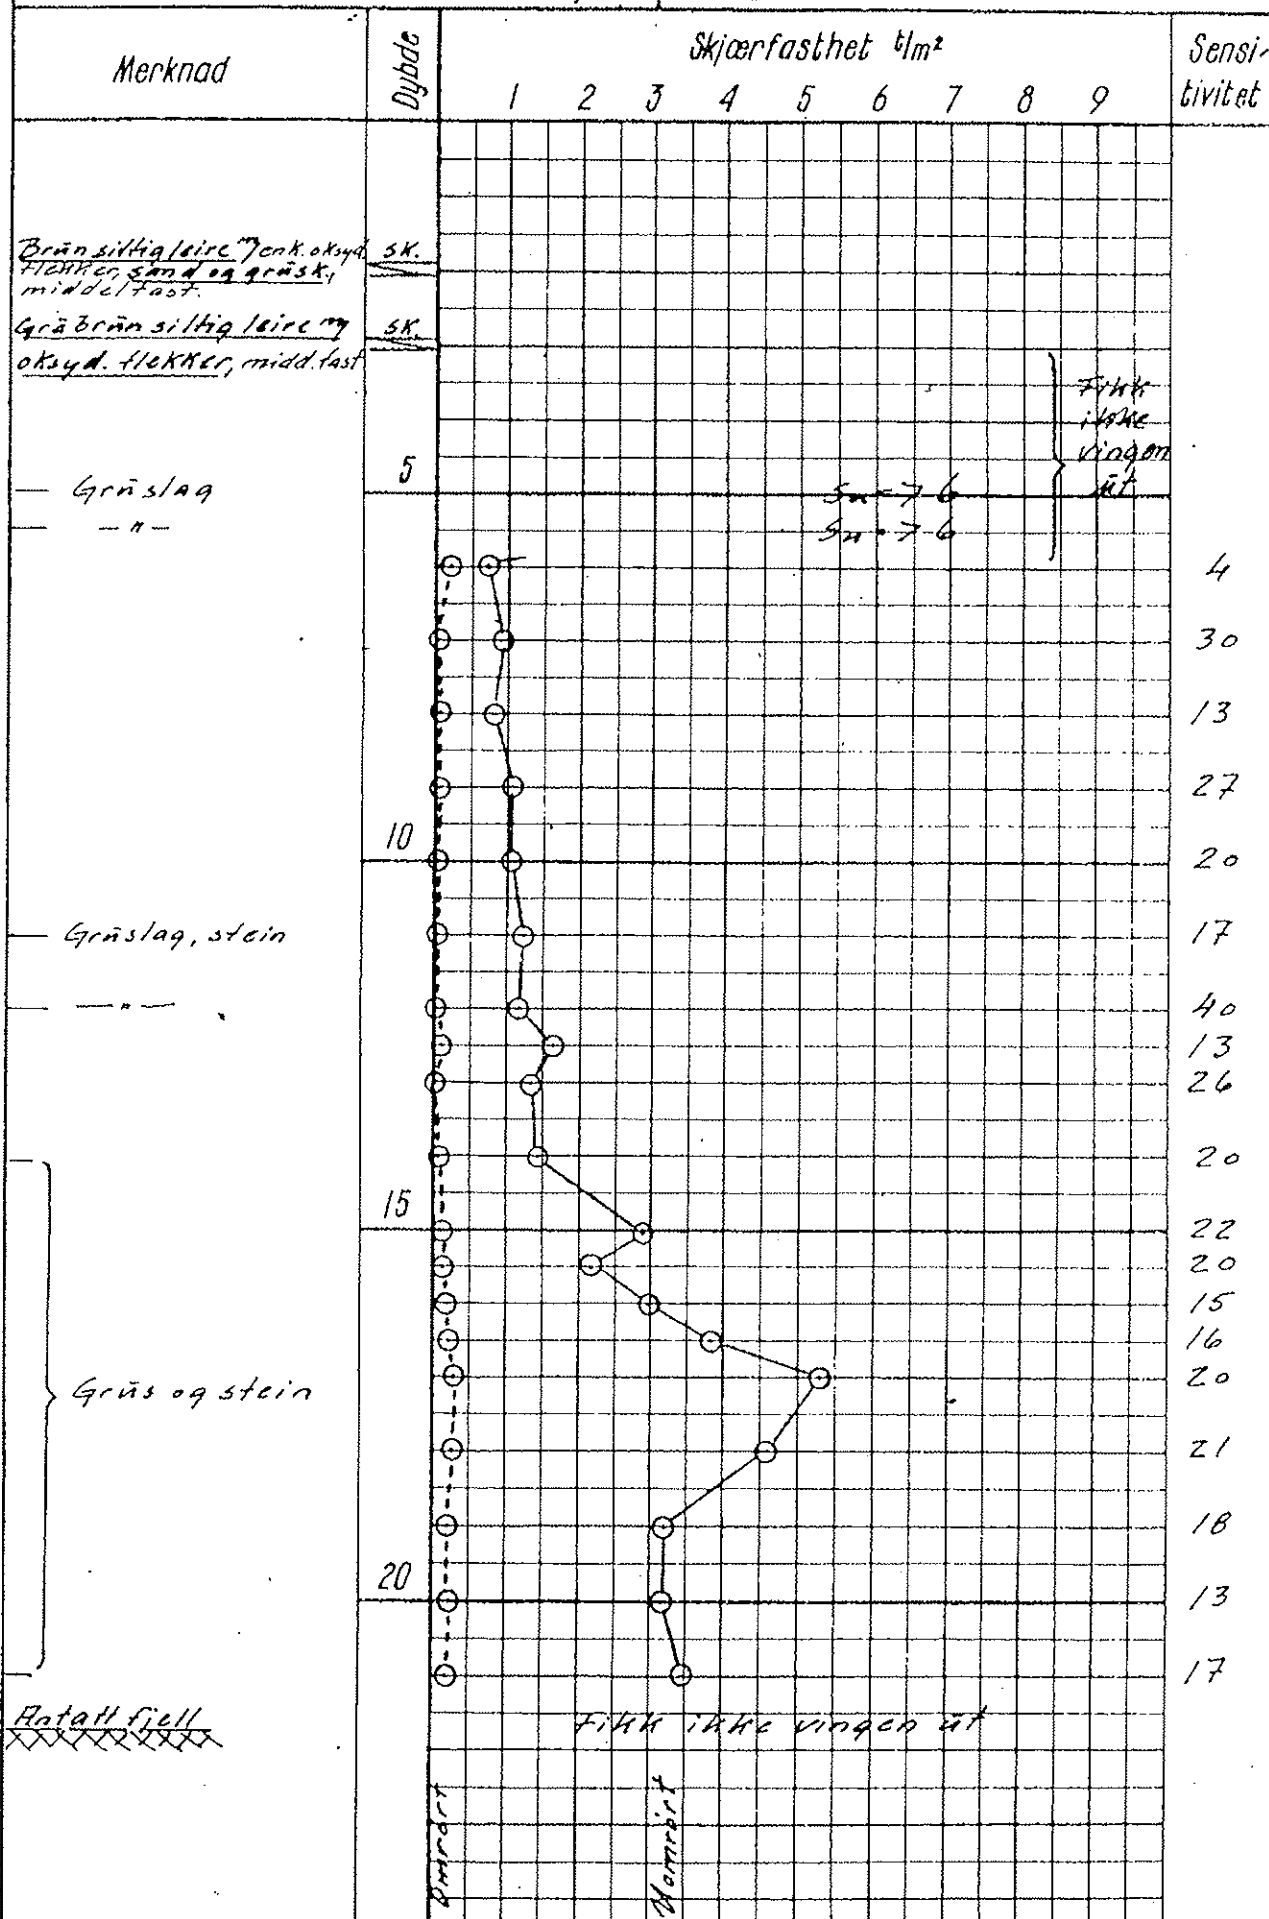 Merknad
Dybde
Skjærfasthet t/m²
Sensi-
tivitet
1 2 3 4 5 6 7 8 9
Brun siltig leire m/enk. oksyd. sk.
flekker, sand og grusk.,
middelfast.
Gråbrun siltig leire m/ sk.
oksyd. flekker, midd. fast
Fikk
ikke
vingen
ut
5
Gruslag
Su = > 6
— " —
Su = > 6
4
30
13
27
10
20
Gruslag, stein
17
— " —
40
13
26
20
15
22
20
15
16
20
Grus og stein
21
18
20
13
17
Antatt fjell
Fikk ikke vingen ut
Omrørt
Uomrørt